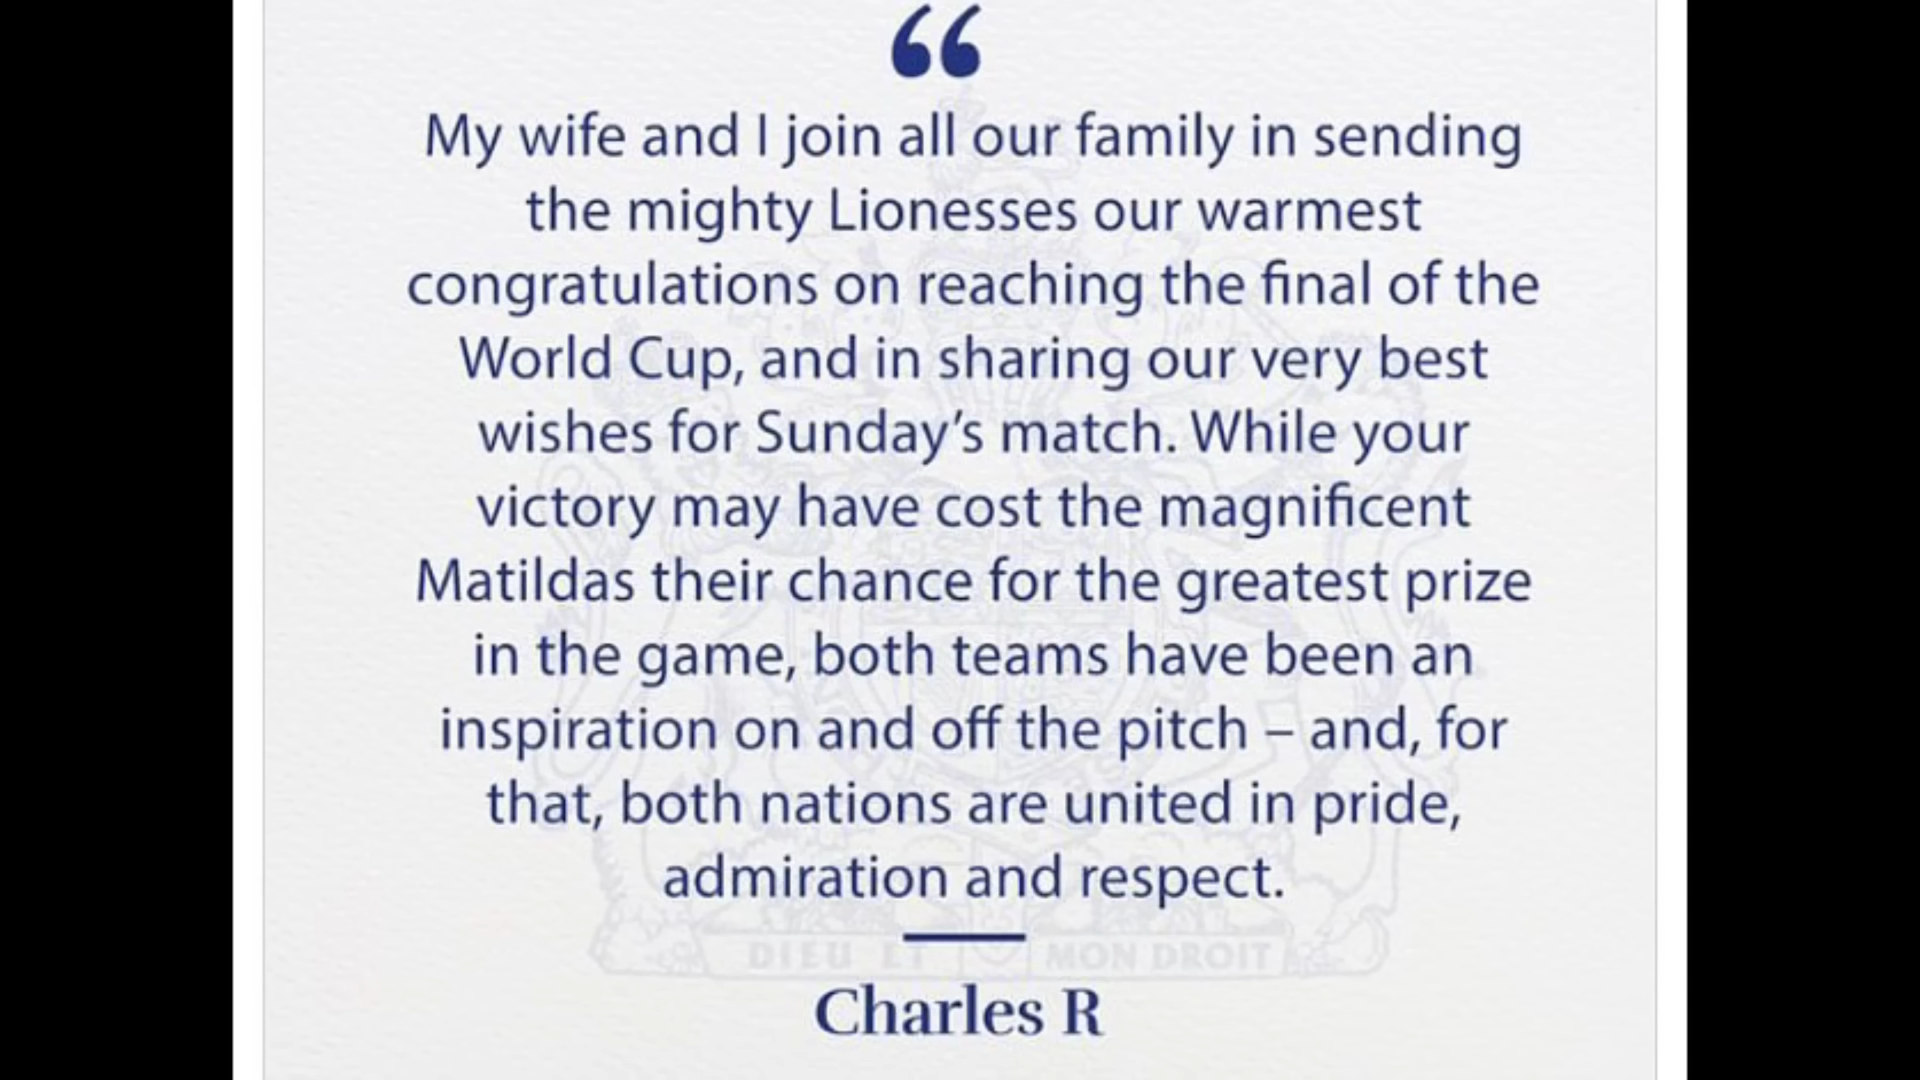 “
My wife and I join all our family in sending
the mighty Lionesses our warmest
congratulations on reaching the final of the
World Cup, and in sharing our very best
wishes for Sunday’s match. While your
victory may have cost the magnificent
Matildas their chance for the greatest prize
in the game, both teams have been an
inspiration on and off the pitch – and, for
that, both nations are united in pride,
admiration and respect.
DIEU ET MON DROIT
Charles R